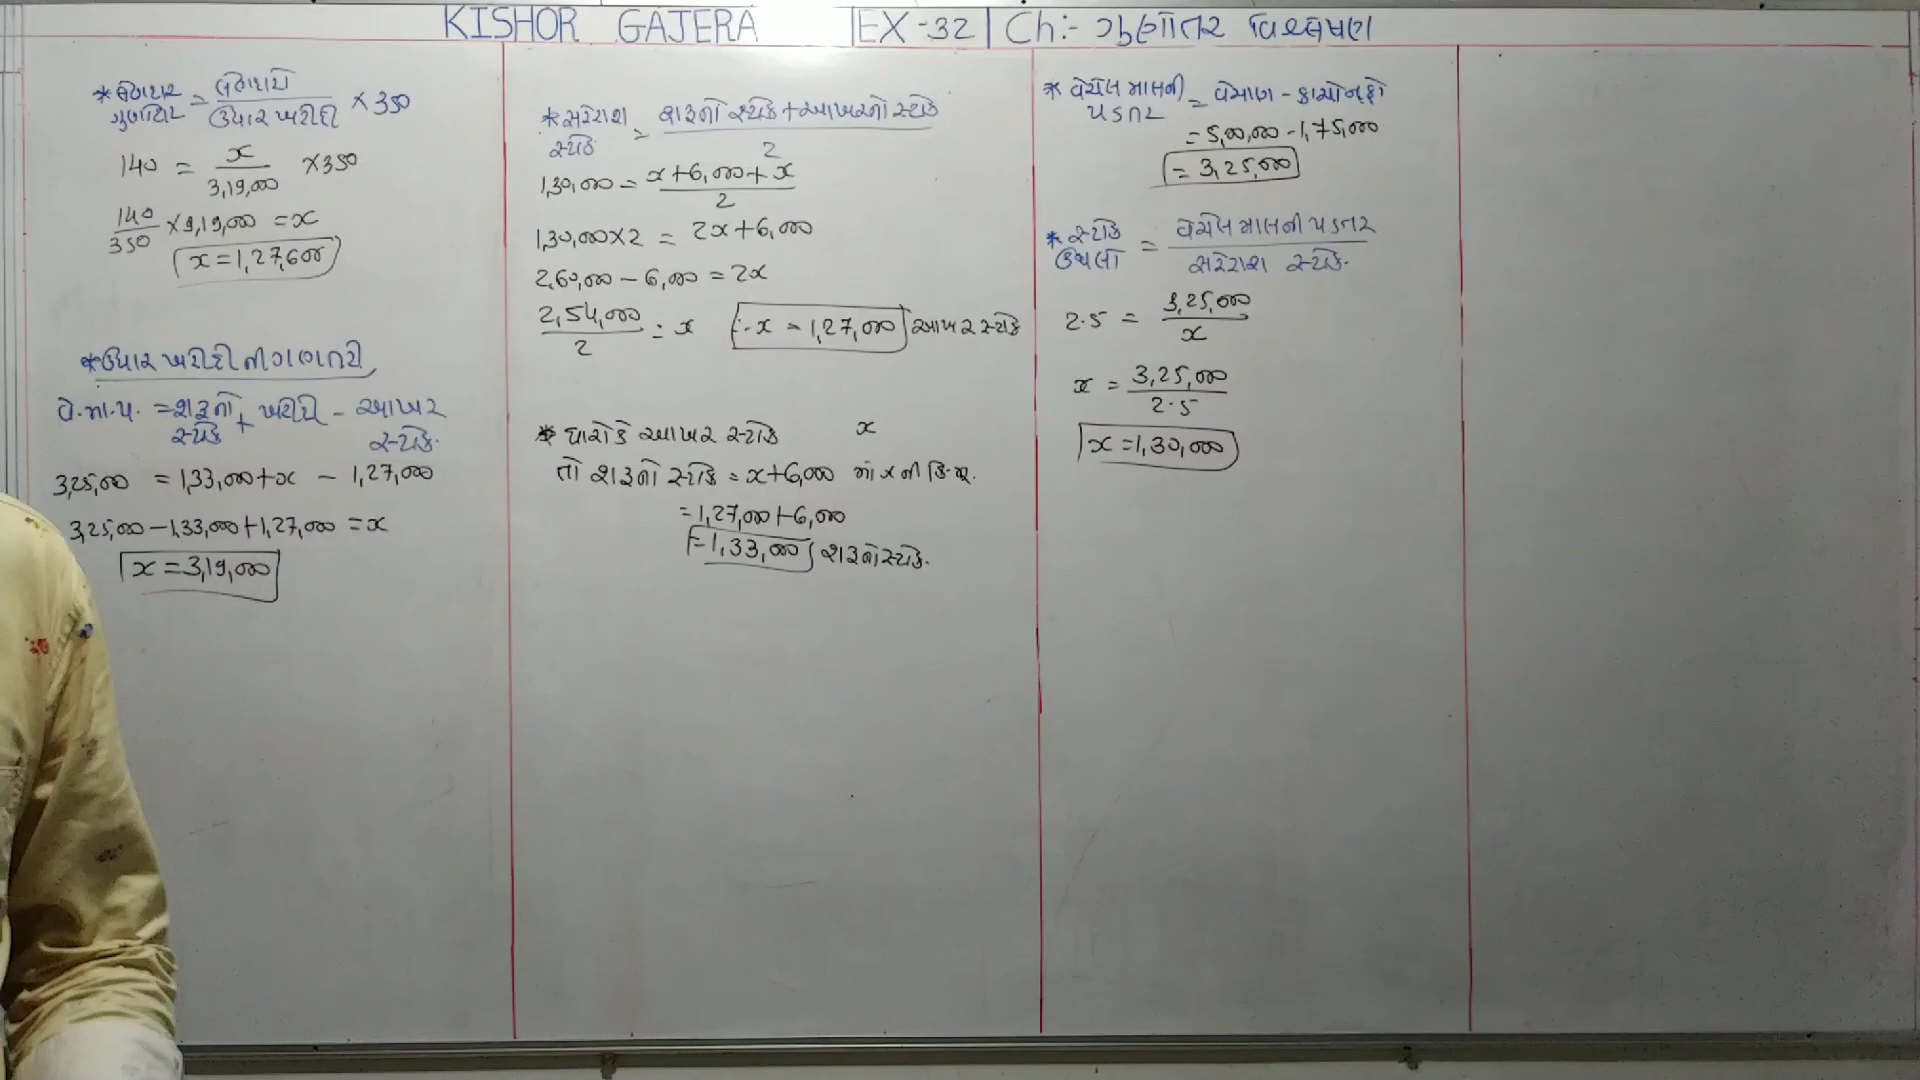 KISHOR GAJERA | EX-32 | Ch:- ગુણોત્તર વિશ્લેષણ
*લેણદાર ગુણોત્તર = લેણદારો / ઉધાર ખરીદી × 350
140 = x / 3,19,000 × 350
140 / 350 × 3,19,000 = x
x = 1,27,600
*ઉધાર ખરીદીની ગણતરી
વે.મા.પ. = શરૂનો સ્ટોક + ખરીદી - આખર સ્ટોક.
3,25,000 = 1,33,000 + x - 1,27,000
3,25,000 - 1,33,000 + 1,27,000 = x
x = 3,19,000
*સરેરાશ સ્ટોક = શરૂનો સ્ટોક + આખરનો સ્ટોક / 2
1,30,000 = x + 6,000 + x / 2
1,30,000 × 2 = 2x + 6,000
2,60,000 - 6,000 = 2x
2,54,000 / 2 = x ∴ x = 1,27,000 આખર સ્ટોક
* ધારોકે આખર સ્ટોક x
તો શરૂનો સ્ટોક = x + 6,000 માં x ની કિં.મૂ.
= 1,27,000 + 6,000
= 1,33,000 શરૂનો સ્ટોક.
* વેચેલ માલની પડતર = વેચાણ - કાચો નફો
= 5,00,000 - 1,75,000
= 3,25,000
* સ્ટોક ઉથલો = વેચેલ માલની પડતર / સરેરાશ સ્ટોક.
2.5 = 3,25,000 / x
x = 3,25,000 / 2.5
x = 1,30,000